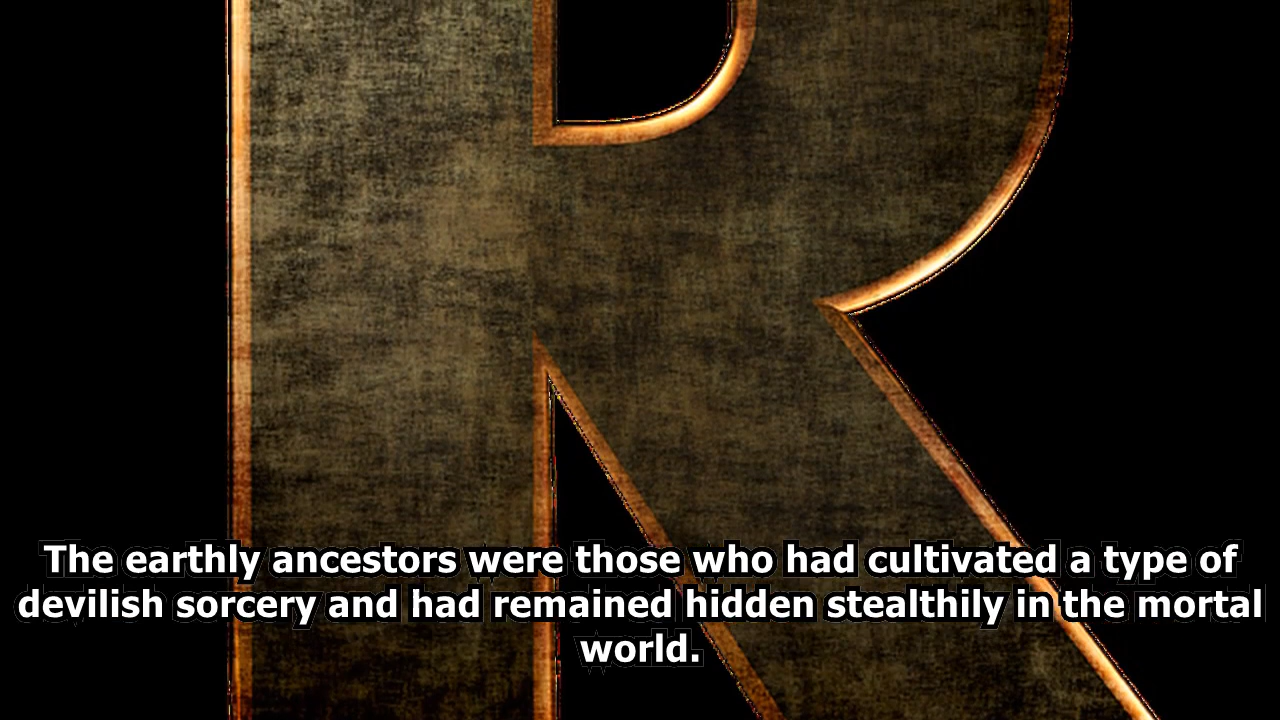 R
The earthly ancestors were those who had cultivated a type of
devilish sorcery and had remained hidden stealthily in the mortal
world.